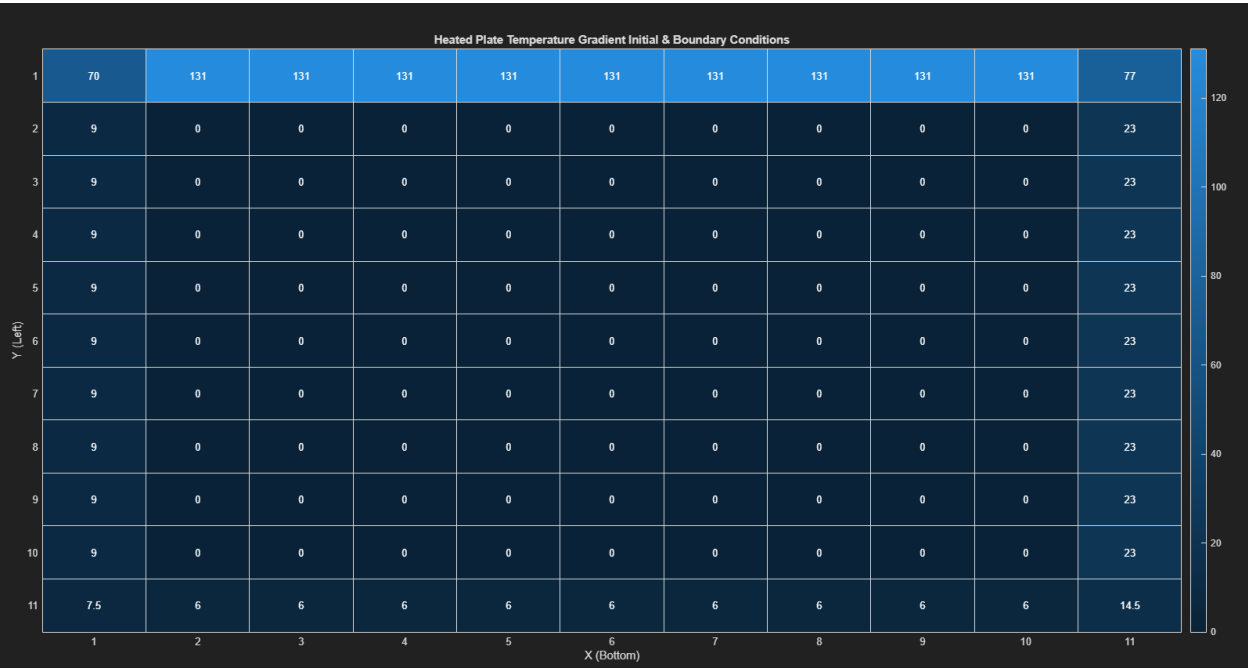 Heated Plate Temperature Gradient Initial & Boundary Conditions
1 70 131 131 131 131 131 131 131 131 131 77
2 9 0 0 0 0 0 0 0 0 0 23
3 9 0 0 0 0 0 0 0 0 0 23
4 9 0 0 0 0 0 0 0 0 0 23
5 9 0 0 0 0 0 0 0 0 0 23
6 9 0 0 0 0 0 0 0 0 0 23
7 9 0 0 0 0 0 0 0 0 0 23
8 9 0 0 0 0 0 0 0 0 0 23
9 9 0 0 0 0 0 0 0 0 0 23
10 9 0 0 0 0 0 0 0 0 0 23
11 7.5 6 6 6 6 6 6 6 6 6 14.5
1 2 3 4 5 6 7 8 9 10 11
X (Bottom)
Y (Left)
120
100
80
60
40
20
0